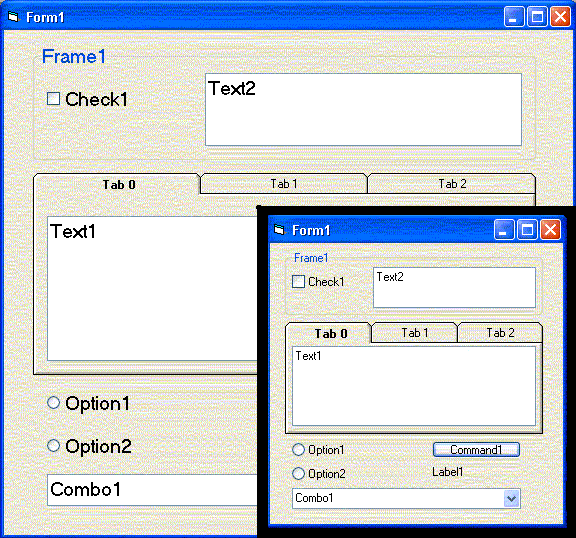 Form1
Frame1
Check1
Text2
Tab 0 Tab 1 Tab 2
Text1
Option1
Option2
Combo1
Form1
Frame1
Check1
Text2
Tab 0 Tab 1 Tab 2
Text1
Option1 Command1
Option2 Label1
Combo1